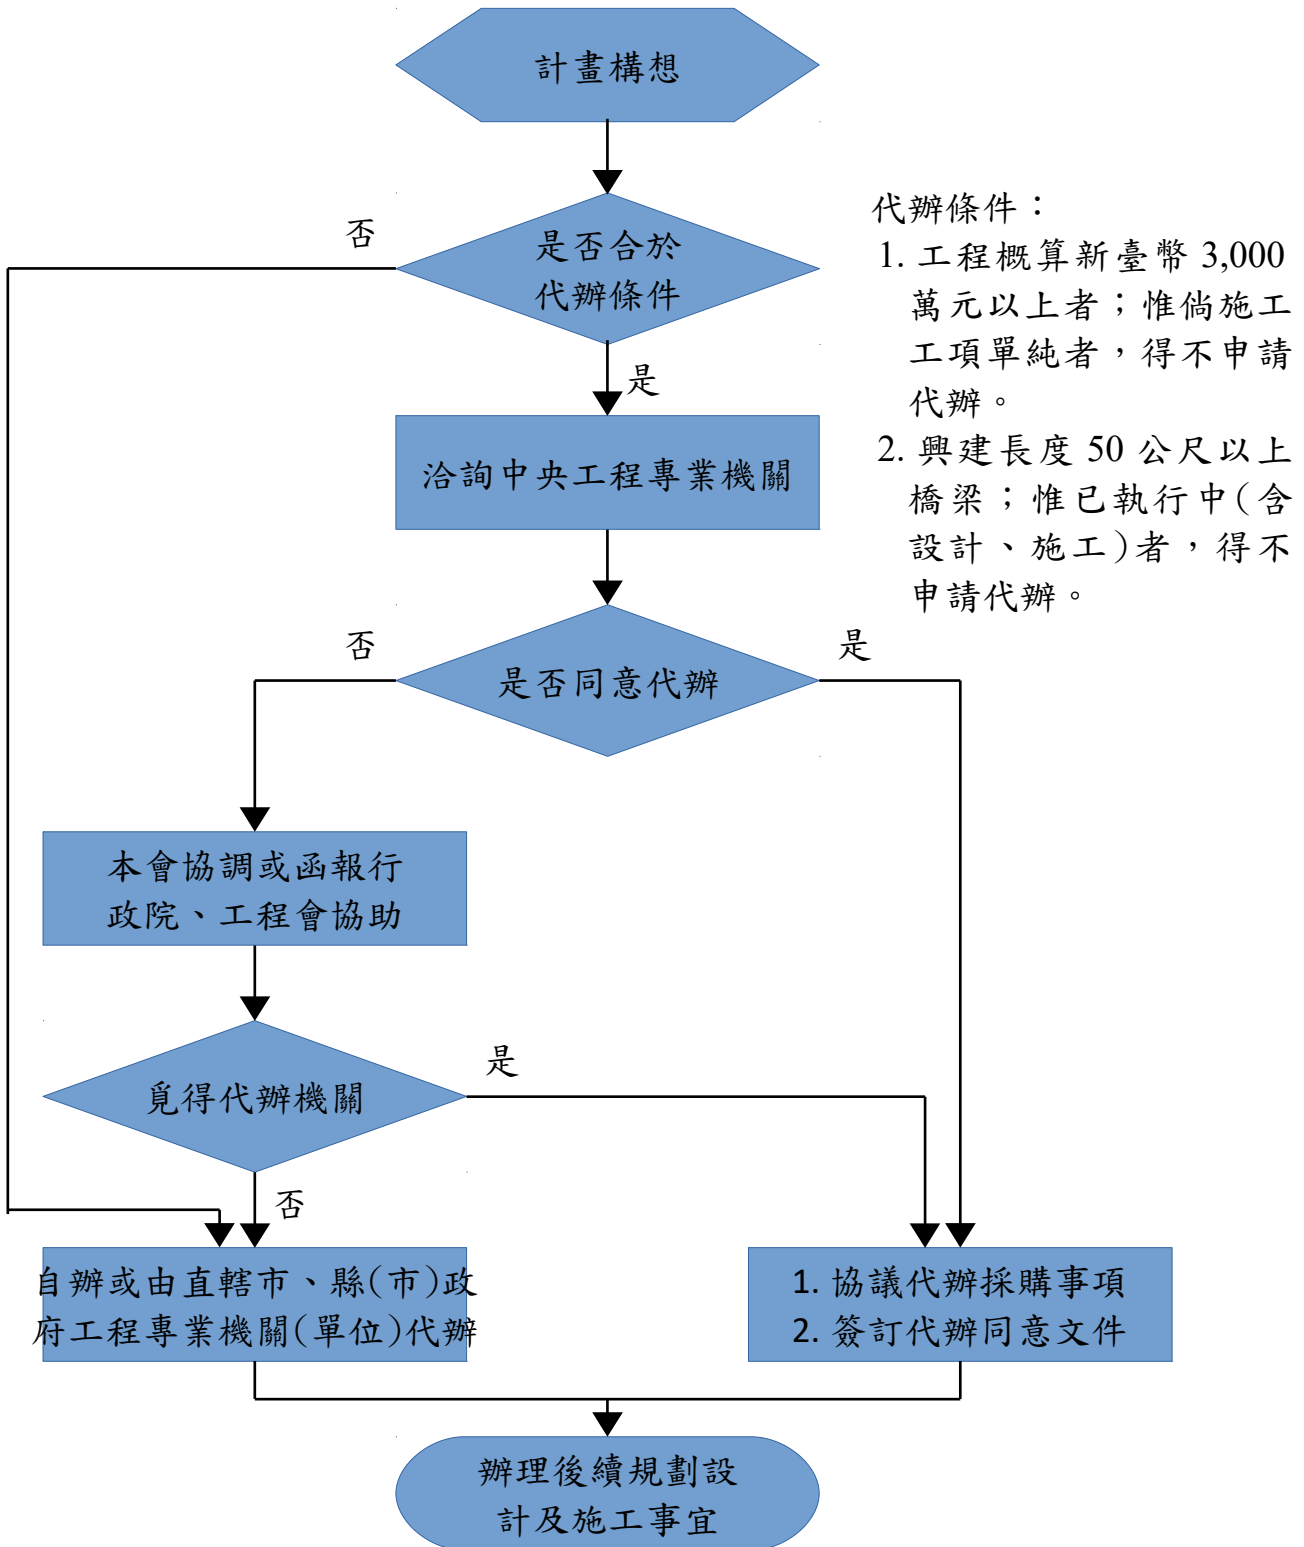 計畫構想
否
是否合於
代辦條件
是
代辦條件：
1. 工程概算新臺幣 3,000
萬元以上者；惟倘施工
工項單純者，得不申請
代辦。
2. 興建長度 50 公尺以上
橋梁；惟已執行中(含
設計、施工)者，得不
申請代辦。
洽詢中央工程專業機關
否
是
是否同意代辦
本會協調或函報行
政院、工程會協助
是
覓得代辦機關
否
自辦或由直轄市、縣(市)政
府工程專業機關(單位)代辦
1. 協議代辦採購事項
2. 簽訂代辦同意文件
辦理後續規劃設
計及施工事宜